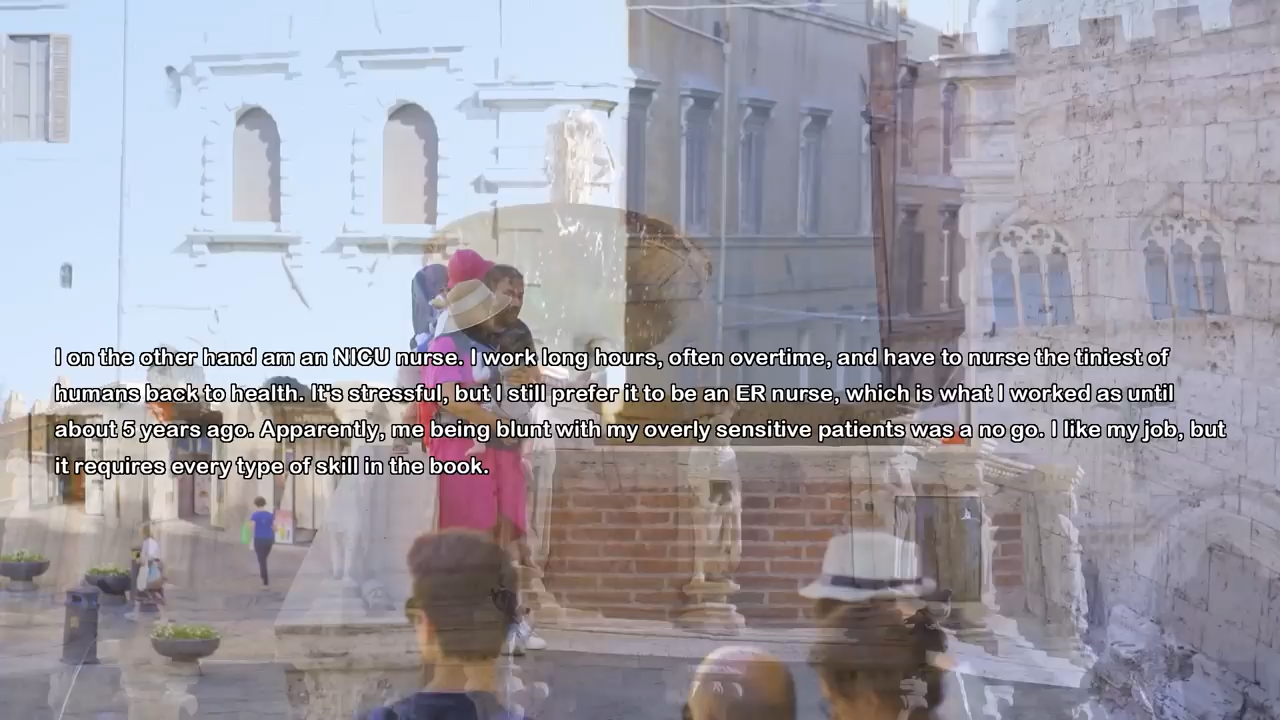 I on the other hand am an NICU nurse. I work long hours, often overtime, and have to nurse the tiniest of
humans back to health. It's stressful, but I still prefer it to be an ER nurse, which is what I worked as until
about 5 years ago. Apparently, me being blunt with my overly sensitive patients was a no go. I like my job, but
it requires every type of skill in the book.